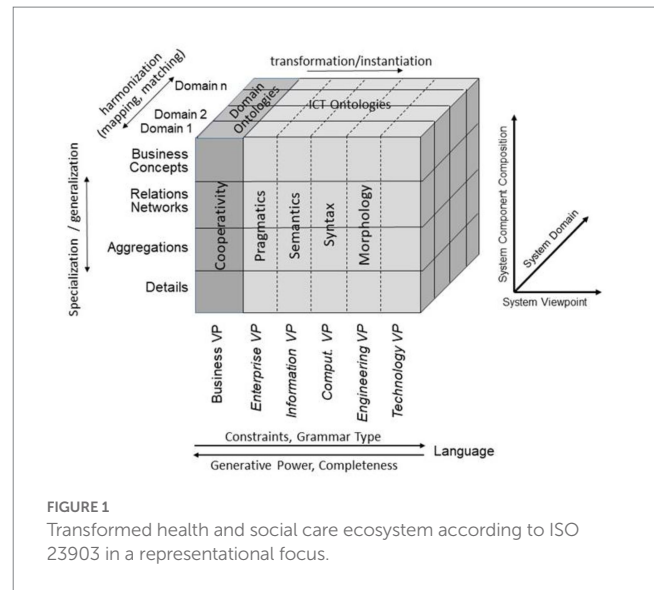 transformation/instantiation
harmonization
(mapping, matching)
Domain n
Domain 2
Domain 1
Domain
Ontologies
ICT Ontologies
Specialization / generalization
Business
Concepts
Relations
Networks
Aggregations
Details
Cooperativity
Pragmatics
Semantics
Syntax
Morphology
System Component Composition
System Domain
System Viewpoint
Business VP
Enterprise VP
Information VP
Comput. VP
Engineering VP
Technology VP
Constraints, Grammar Type
Language
Generative Power, Completeness
FIGURE 1
Transformed health and social care ecosystem according to ISO
23903 in a representational focus.